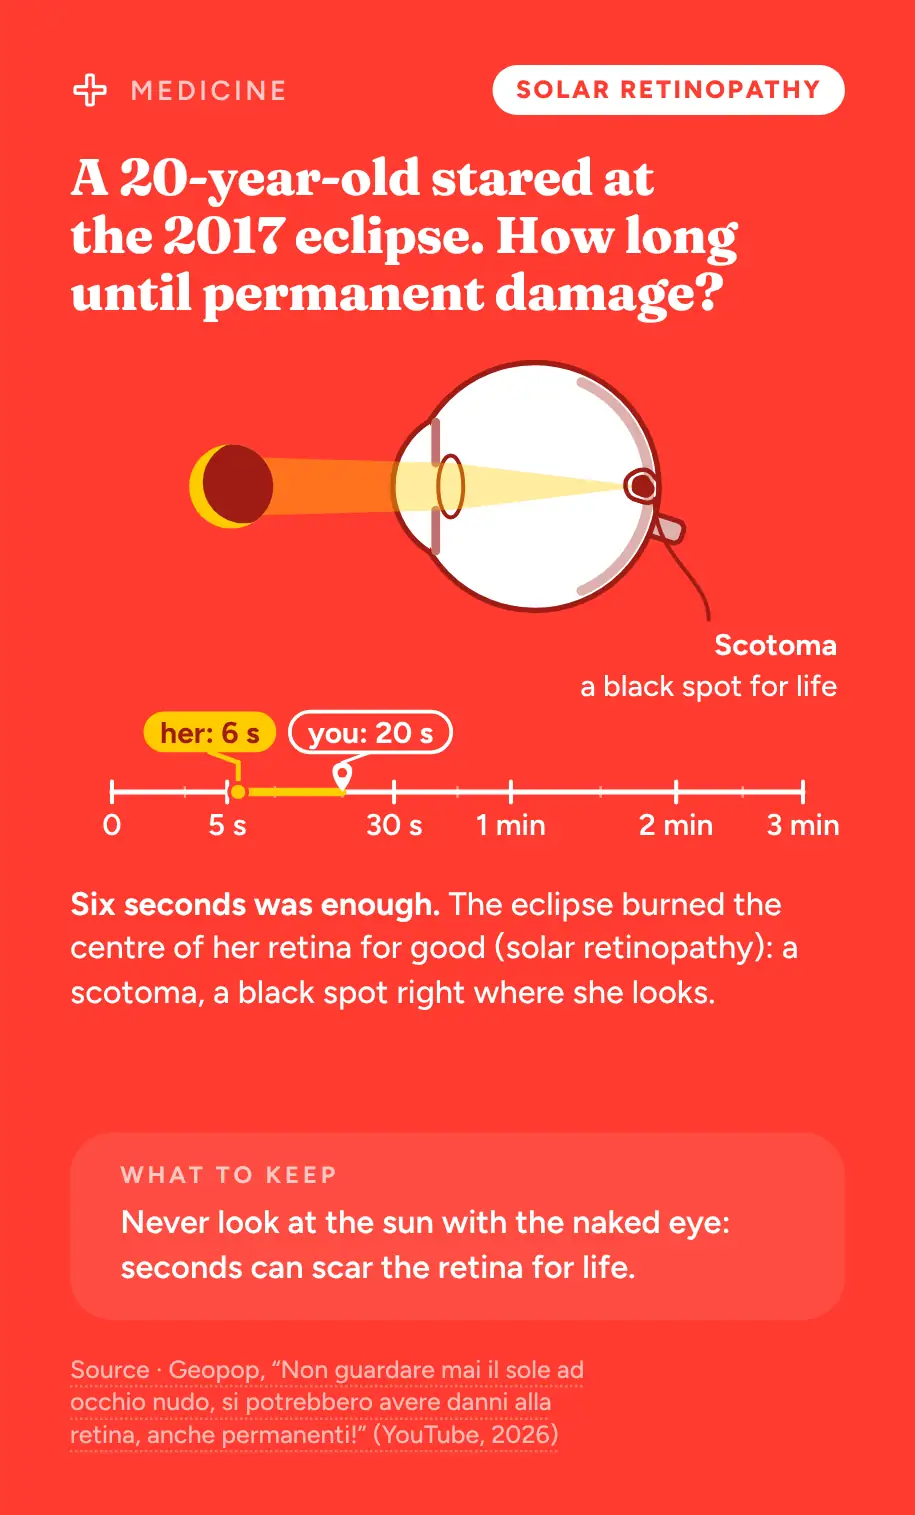 MEDICINE
SOLAR RETINOPATHY
A 20-year-old stared at
the 2017 eclipse. How long
until permanent damage?
Scotoma
a black spot for life
her: 6 s
you: 20 s
0
5 s
30 s
1 min
2 min
3 min
Six seconds was enough. The eclipse burned the
centre of her retina for good (solar retinopathy): a
scotoma, a black spot right where she looks.
WHAT TO KEEP
Never look at the sun with the naked eye:
seconds can scar the retina for life.
Source · Geopop, “Non guardare mai il sole ad
occhio nudo, si potrebbero avere danni alla
retina, anche permanenti!” (YouTube, 2026)